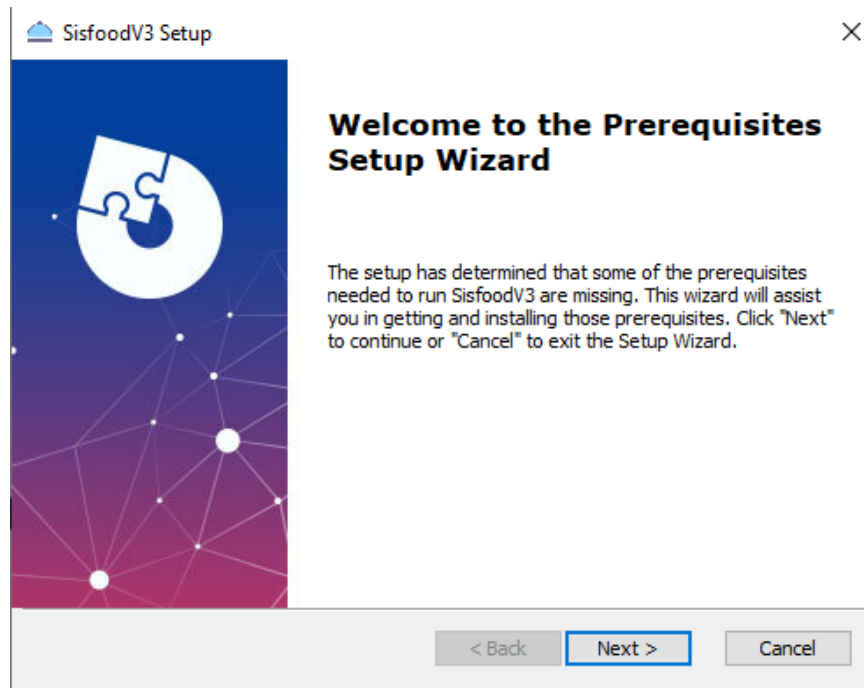 SisfoodV3 Setup
Welcome to the Prerequisites
Setup Wizard
The setup has determined that some of the prerequisites
needed to run SisfoodV3 are missing. This wizard will assist
you in getting and installing those prerequisites. Click "Next"
to continue or "Cancel" to exit the Setup Wizard.
< Back
Next >
Cancel